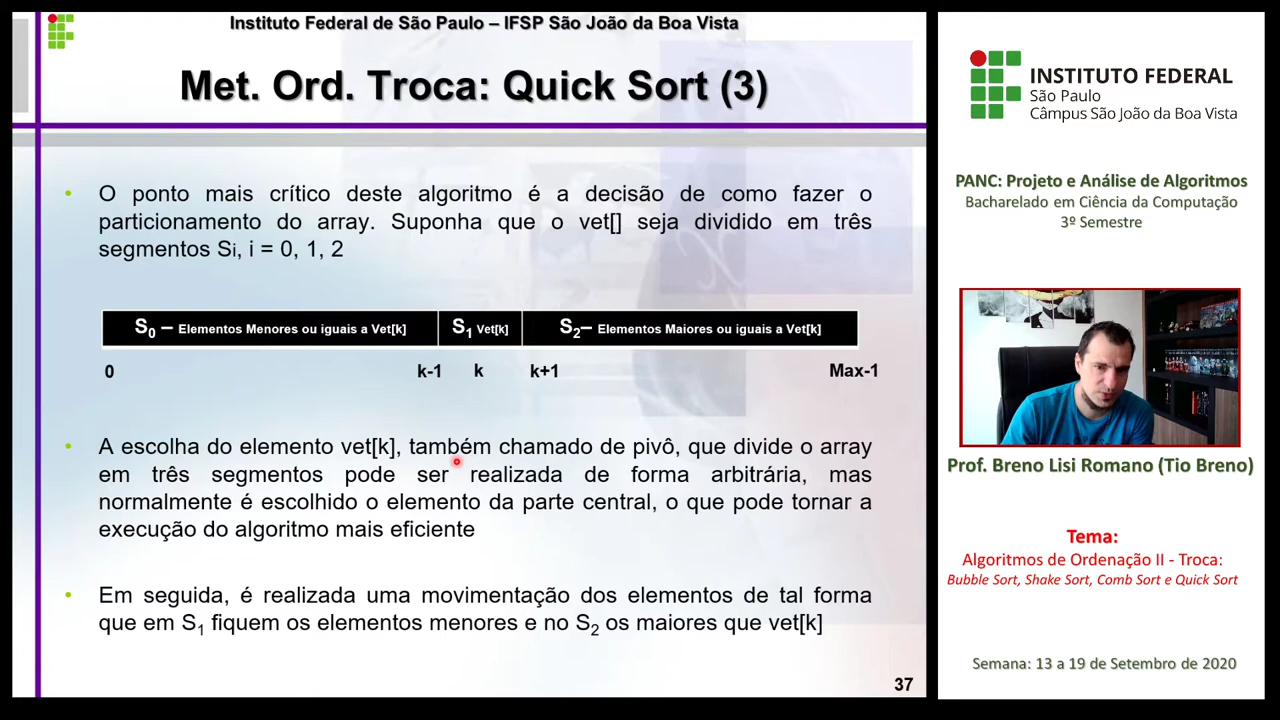 Instituto Federal de São Paulo – IFSP São João da Boa Vista
Met. Ord. Troca: Quick Sort (3)
• O ponto mais crítico deste algoritmo é a decisão de como fazer o
particionamento do array. Suponha que o vet[] seja dividido em três
segmentos Si, i = 0, 1, 2
S0 – Elementos Menores ou iguais a Vet[k] S1 Vet[k] S2– Elementos Maiores ou iguais a Vet[k]
0 k-1 k k+1 Max-1
• A escolha do elemento vet[k], também chamado de pivô, que divide o array
em três segmentos pode ser realizada de forma arbitrária, mas
normalmente é escolhido o elemento da parte central, o que pode tornar a
execução do algoritmo mais eficiente
• Em seguida, é realizada uma movimentação dos elementos de tal forma
que em S1 fiquem os elementos menores e no S2 os maiores que vet[k]
37
INSTITUTO FEDERAL
São Paulo
Câmpus São João da Boa Vista
PANC: Projeto e Análise de Algoritmos
Bacharelado em Ciência da Computação
3º Semestre
Prof. Breno Lisi Romano (Tio Breno)
Tema:
Algoritmos de Ordenação II - Troca:
Bubble Sort, Shake Sort, Comb Sort e Quick Sort
Semana: 13 a 19 de Setembro de 2020